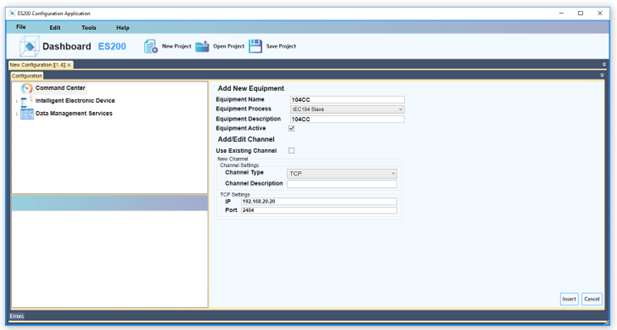 ES200 Configuration Application
File Edit Tools Help
Dashboard ES200 New Project Open Project Save Project
New Configuration [1.4]
Configuration
Command Center
Intelligent Electronic Device
Data Management Services
Add New Equipment
Equipment Name 104CC
Equipment Process IEC104 Slave
Equipment Description 104CC
Equipment Active
Add/Edit Channel
Use Existing Channel
New Channel
Channel Settings
Channel Type TCP
Channel Description
TCP Settings
IP 192.168.20.20
Port 2404
Insert Cancel
Errors